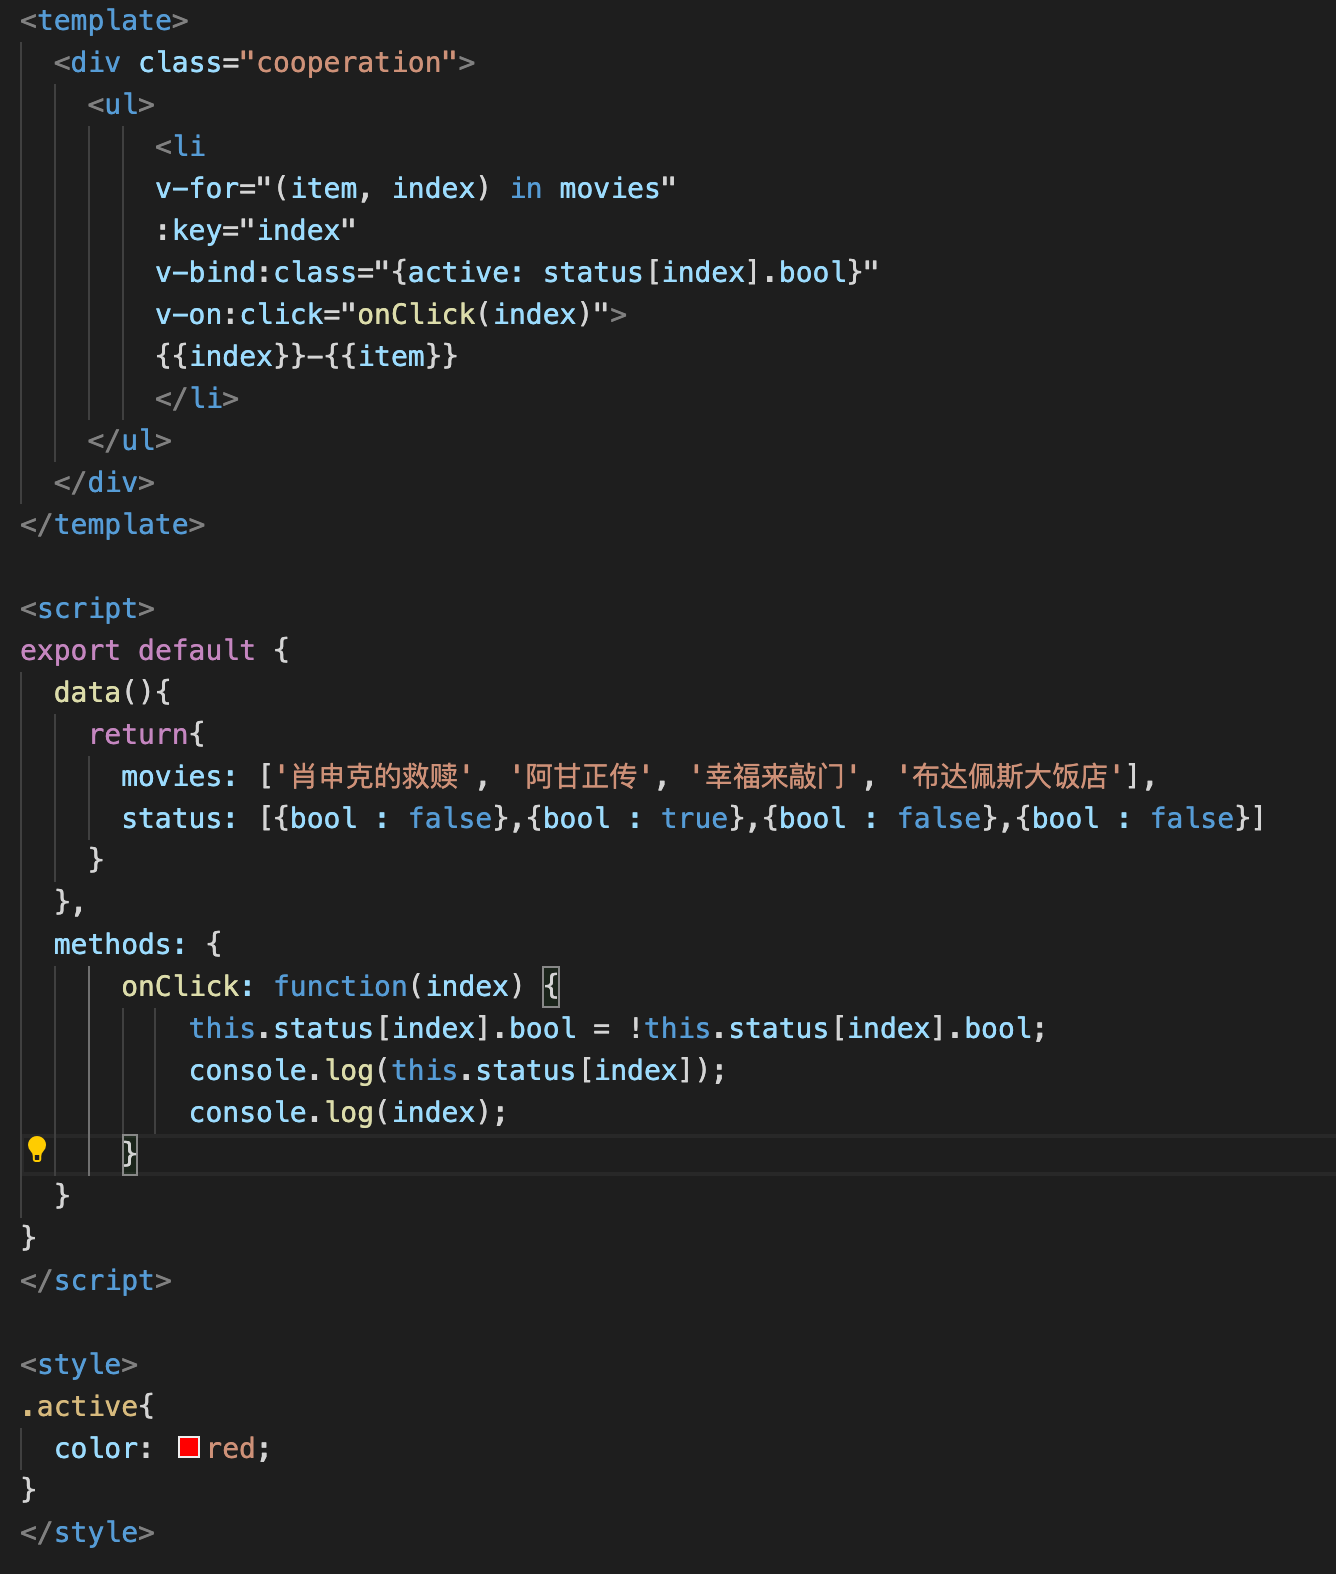 <template>
  <div class="cooperation">
    <ul>
        <li
        v-for="(item, index) in movies"
        :key="index"
        v-bind:class="{active: status[index].bool}"
        v-on:click="onClick(index)">
        {{index}}-{{item}}
        </li>
    </ul>
  </div>
</template>

<script>
export default {
  data(){
    return{
      movies: ['肖申克的救赎', '阿甘正传', '幸福来敲门', '布达佩斯大饭店'],
      status: [{bool : false},{bool : true},{bool : false},{bool : false}]
    }
  },
  methods: {
      onClick: function(index) {
          this.status[index].bool = !this.status[index].bool;
          console.log(this.status[index]);
          console.log(index);
      }
  }
}
</script>

<style>
.active{
  color: red;
}
</style>